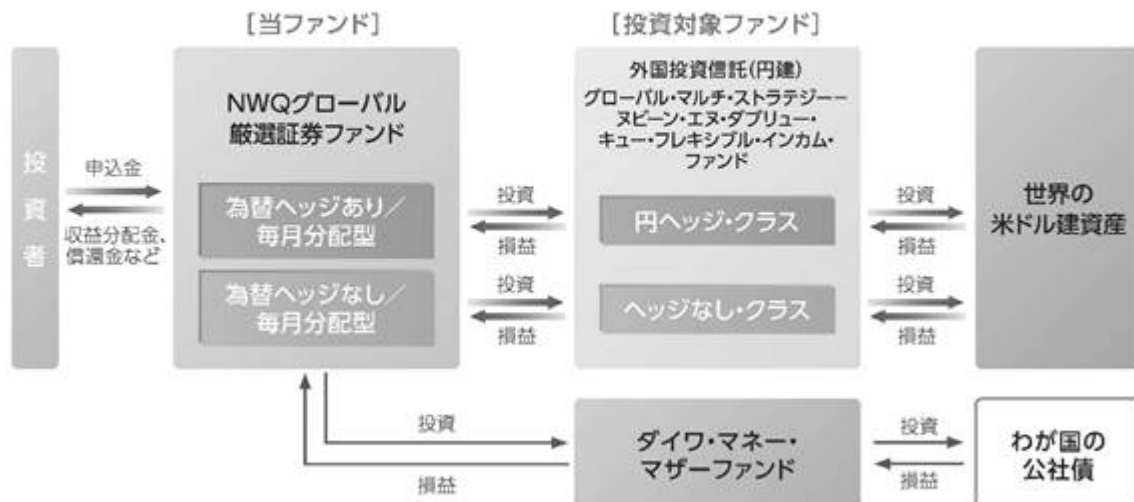 [当ファンド]
[投資対象ファンド]
投資者
申込金
収益分配金、
償還金など
NWQグローバル
厳選証券ファンド
為替ヘッジあり／
毎月分配型
為替ヘッジなし／
毎月分配型
投資
損益
投資
損益
外国投資信託(円建)
グローバル・マルチ・ストラテジー－
ヌビーン・エヌ・ダブリュー・
キュー・フレキシブル・インカム・
ファンド
円ヘッジ・クラス
ヘッジなし・クラス
投資
損益
投資
損益
世界の
米ドル建資産
投資
損益
ダイワ・マネー・
マザーファンド
投資
損益
わが国の
公社債